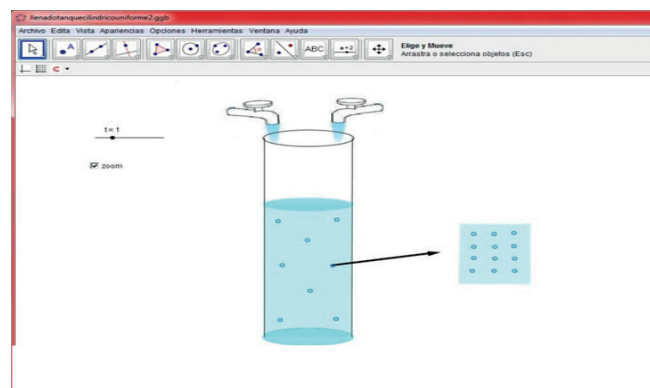 llenadotanquecilindricouniforme2.ggb
Archivo Edita Vista Apariencias Opciones Herramientas Ventana Ayuda
A
ABC
a=2
Elige y Mueve
Arrastra o selecciona objetos (Esc)
t = 1
zoom